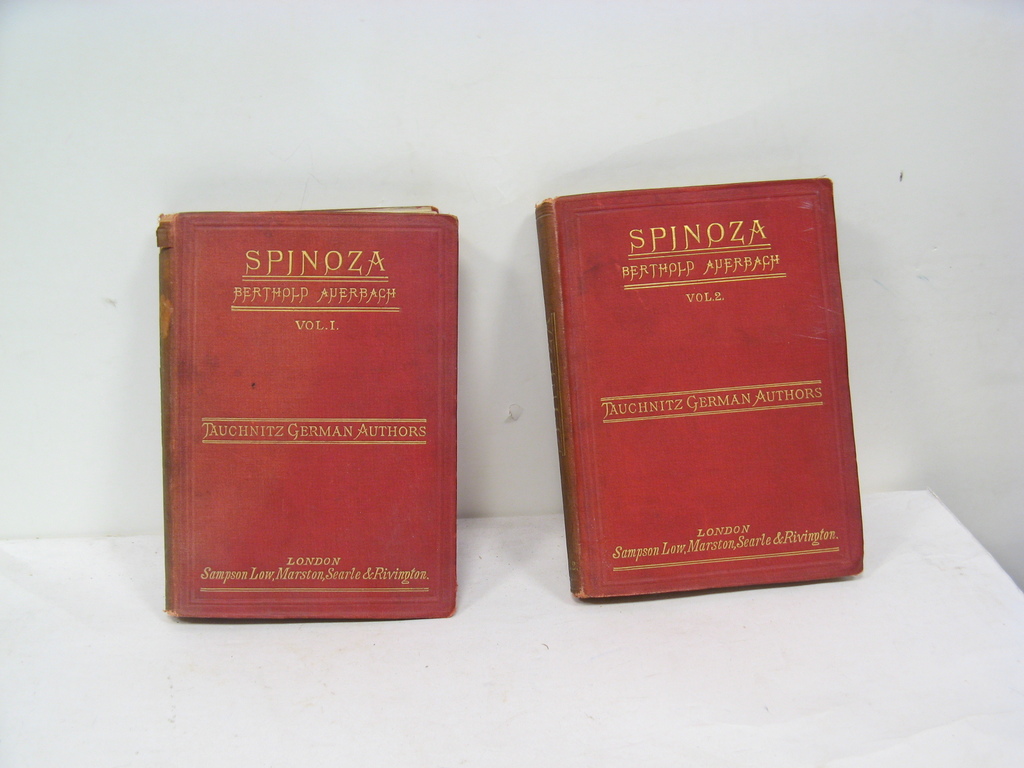 SPINOZA
BERTHOLD AUERBACH
VOL. I.
TAUCHNITZ GERMAN AUTHORS
LONDON
Sampson Low, Marston, Searle & Rivington.
SPINOZA
BERTHOLD AUERBACH
VOL. 2.
TAUCHNITZ GERMAN AUTHORS
LONDON
Sampson Low, Marston, Searle & Rivington.